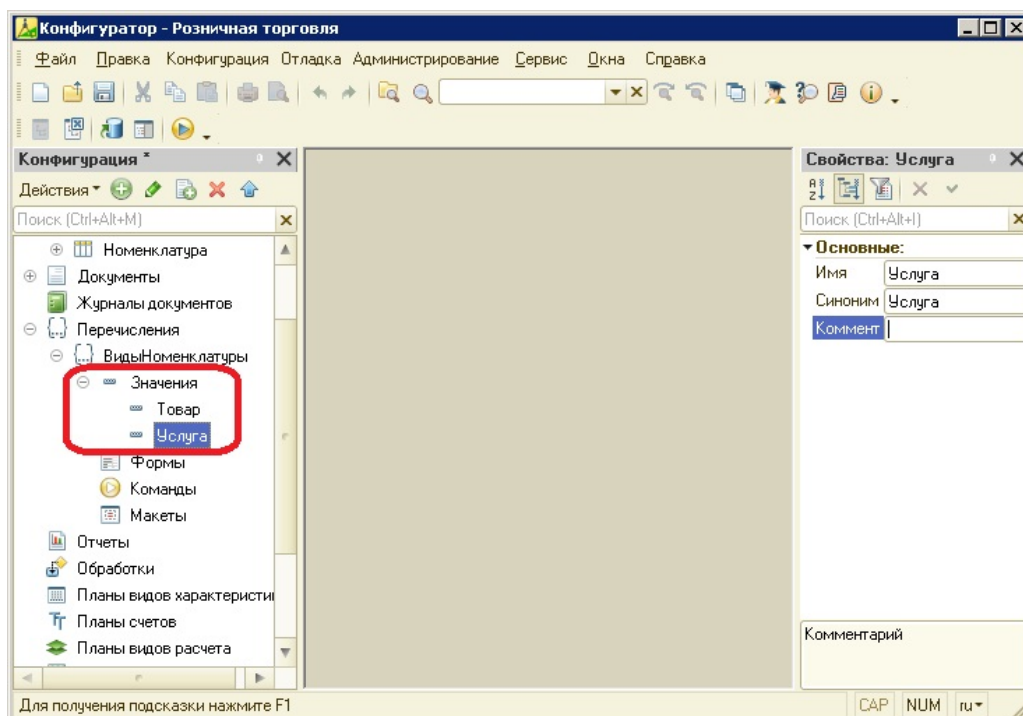 Конфигуратор - Розничная торговля
Файл Правка Конфигурация Отладка Администрирование Сервис Окна Справка
Конфигурация *
Действия
Поиск (Ctrl+Alt+M)
Номенклатура
Документы
Журналы документов
Перечисления
ВидыНоменклатуры
Значения
Товар
Услуга
Формы
Команды
Макеты
Отчеты
Обработки
Планы видов характеристи
Планы счетов
Планы видов расчета
Свойства: Услуга
Поиск (Ctrl+Alt+I)
Основные:
Имя Услуга
Синоним Услуга
Коммент
Комментарий
Для получения подсказки нажмите F1
CAP NUM ru